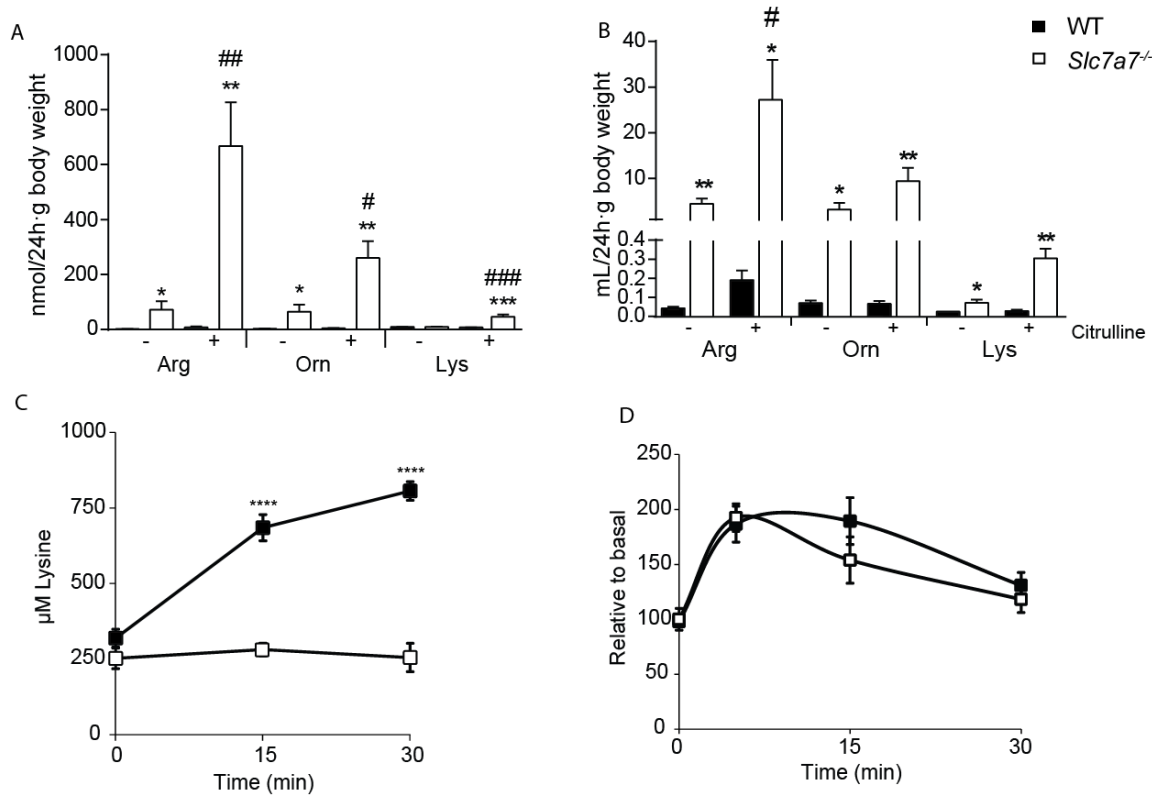 A
nmol/24h·g body weight
1000
800
600
400
200
0
*
##
**
*
#
**
###
***
- + - + - +
Arg Orn Lys
B
mL/24h·g body weight
40
30
20
10
0.4
0.3
0.2
0.1
0.0
**
#
*
*
**
*
**
- + - + - + Citrulline
Arg Orn Lys
WT
Slc7a7-/-
C
µM Lysine
1000
750
500
250
0
****
****
0 15 30
Time (min)
D
Relative to basal
250
200
150
100
50
0
0 15 30
Time (min)